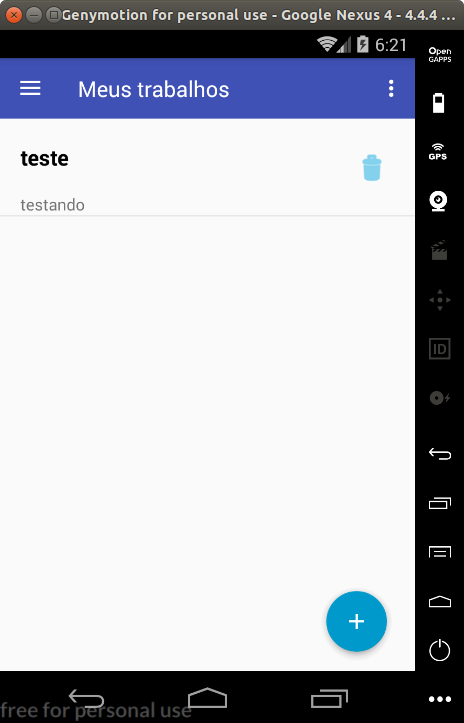 Genymotion for personal use - Google Nexus 4 - 4.4.4 ...
6:21
Open
GAPPS
Meus trabalhos
GPS
teste
testando
ID
+
free for personal use